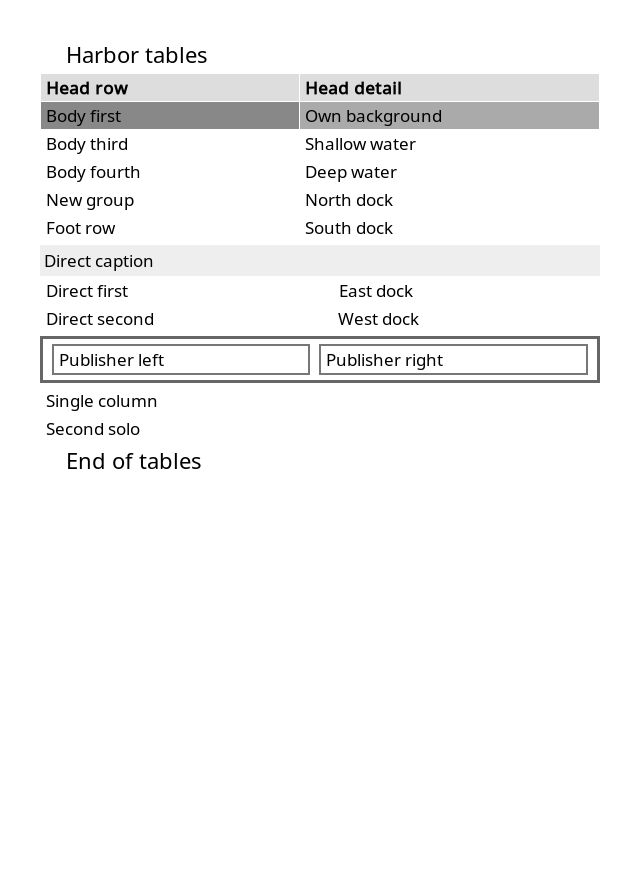 Harbor tables
Head row Head detail
Body first Own background
Body third Shallow water
Body fourth Deep water
New group North dock
Foot row South dock
Direct caption
Direct first East dock
Direct second West dock
Publisher left Publisher right
Single column
Second solo
End of tables